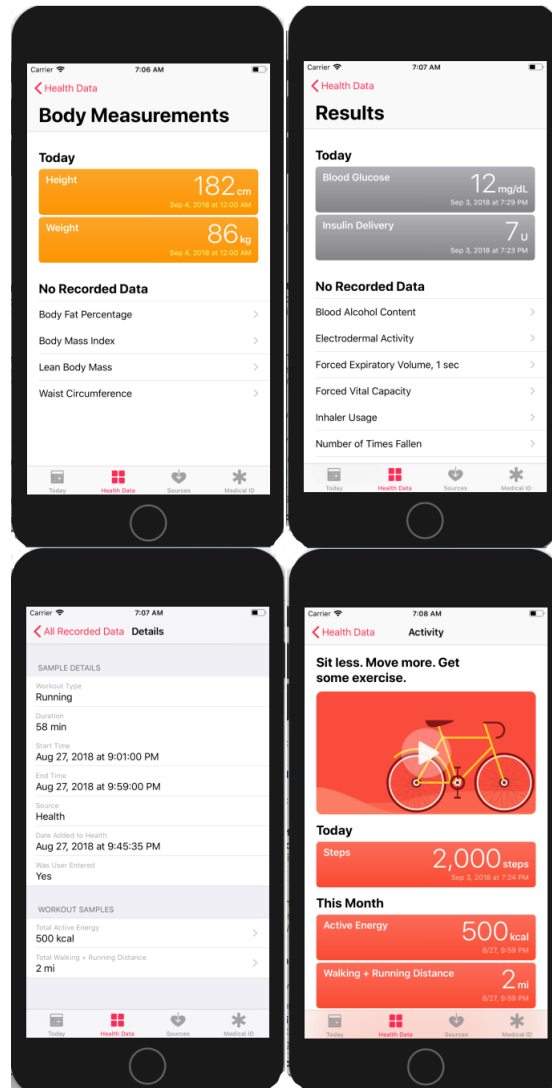 Carrier 7:06 AM
Health Data
Body Measurements
Today
Height
182 cm
Sep 4, 2018 at 12:00 AM
Weight
86 kg
Sep 4, 2018 at 12:00 AM
No Recorded Data
Body Fat Percentage
Body Mass Index
Lean Body Mass
Waist Circumference
Today Health Data Sources Medical ID
Carrier 7:07 AM
Health Data
Results
Today
Blood Glucose
12 mg/dL
Sep 3, 2018 at 7:29 PM
Insulin Delivery
7 U
Sep 3, 2018 at 7:23 PM
No Recorded Data
Blood Alcohol Content
Electrodermal Activity
Forced Expiratory Volume, 1 sec
Forced Vital Capacity
Inhaler Usage
Number of Times Fallen
Today Health Data Sources Medical ID
Carrier 7:07 AM
All Recorded Data Details
SAMPLE DETAILS
Workout Type
Running
Duration
58 min
Start Time
Aug 27, 2018 at 9:01:00 PM
End Time
Aug 27, 2018 at 9:59:00 PM
Source
Health
Date Added to Health
Aug 27, 2018 at 9:45:35 PM
Was User Entered
Yes
WORKOUT SAMPLES
Total Active Energy
500 kcal
Total Walking + Running Distance
2 mi
Today Health Data Sources Medical ID
Carrier 7:08 AM
Health Data Activity
Sit less. Move more. Get
some exercise.
Today
Steps
2,000 steps
Sep 3, 2018 at 7:24 PM
This Month
Active Energy
500 kcal
8/27, 9:59 PM
Walking + Running Distance
2 mi
8/27, 9:59 PM
Today Health Data Sources Medical ID